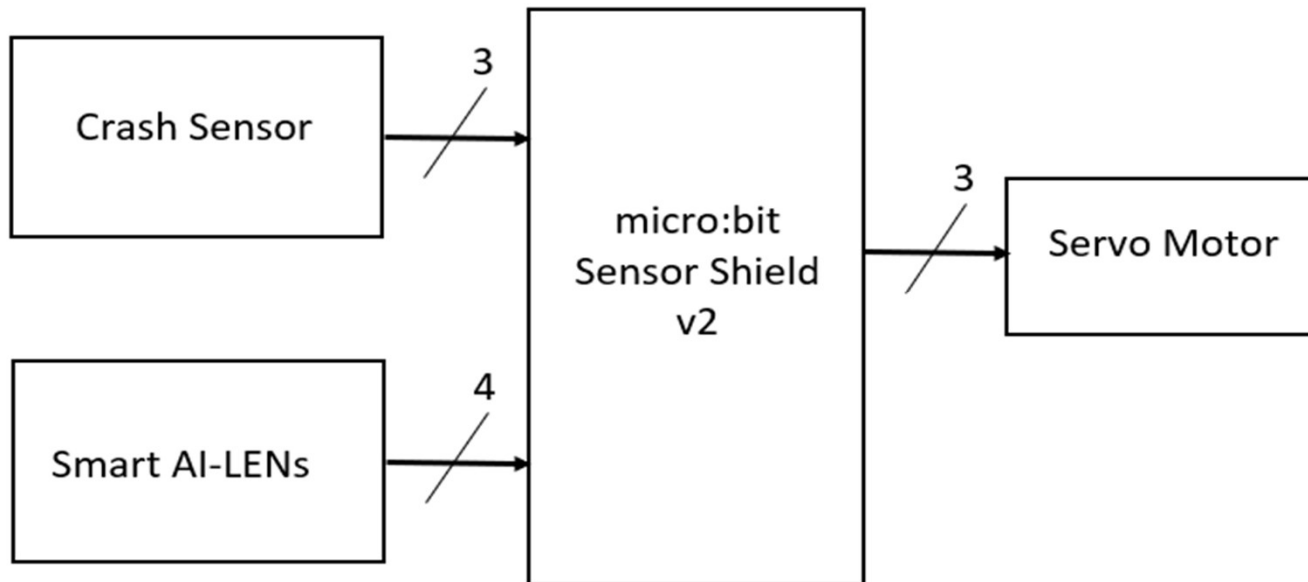 Crash Sensor
3
micro:bit
Sensor Shield
v2
3
Servo Motor
Smart AI-LENs
4